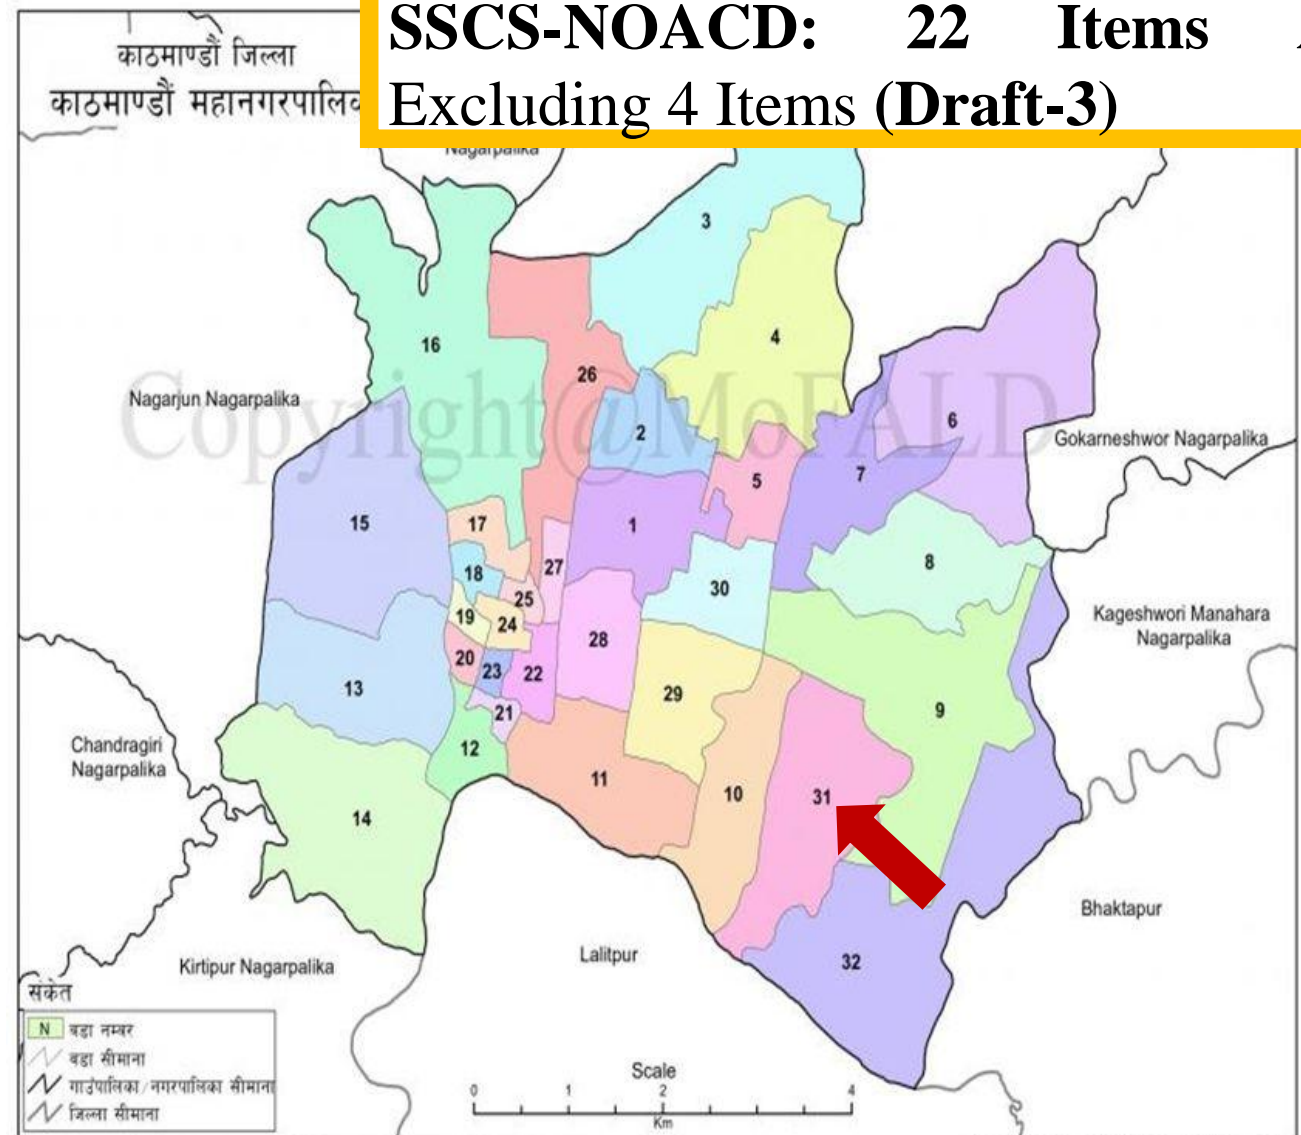 काठमाण्डौं जिल्ला
काठमाण्डौं महानगरपालिक
SSCS-NOACD: 22 Items
Excluding 4 Items (Draft-3)
Nagarpalika
3
16
4
26
Nagarjun Nagarpalika
Copyright@MoFALD
2
6
Gokarneshwor Nagarpalika
5
7
15
17
1
8
27
18
30
25
19
24
Kageshwori Manahara
Nagarpalika
28
20
23
22
13
29
21
9
12
Chandragiri
Nagarpalika
11
10
31
14
Bhaktapur
Lalitpur
32
Kirtipur Nagarpalika
संकेत
N वडा नम्बर
वडा सीमाना
गाउंपालिका/नगरपालिका सीमाना
जिल्ला सीमाना
Scale
0 1 2 4
Km